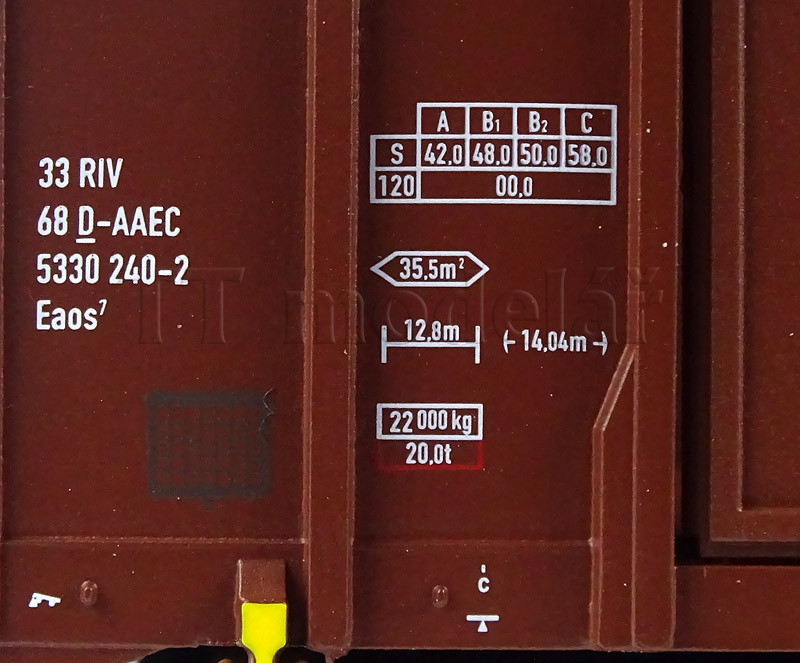 33 RIV
68 D-AAEC
5330 240-2
Eaos⁷
A B₁ B₂ C
S 42,0 48,0 50,0 58,0
120 00,0
35,5m²
12,8m
14,04m
22 000 kg
20,0t
C
IT modelář